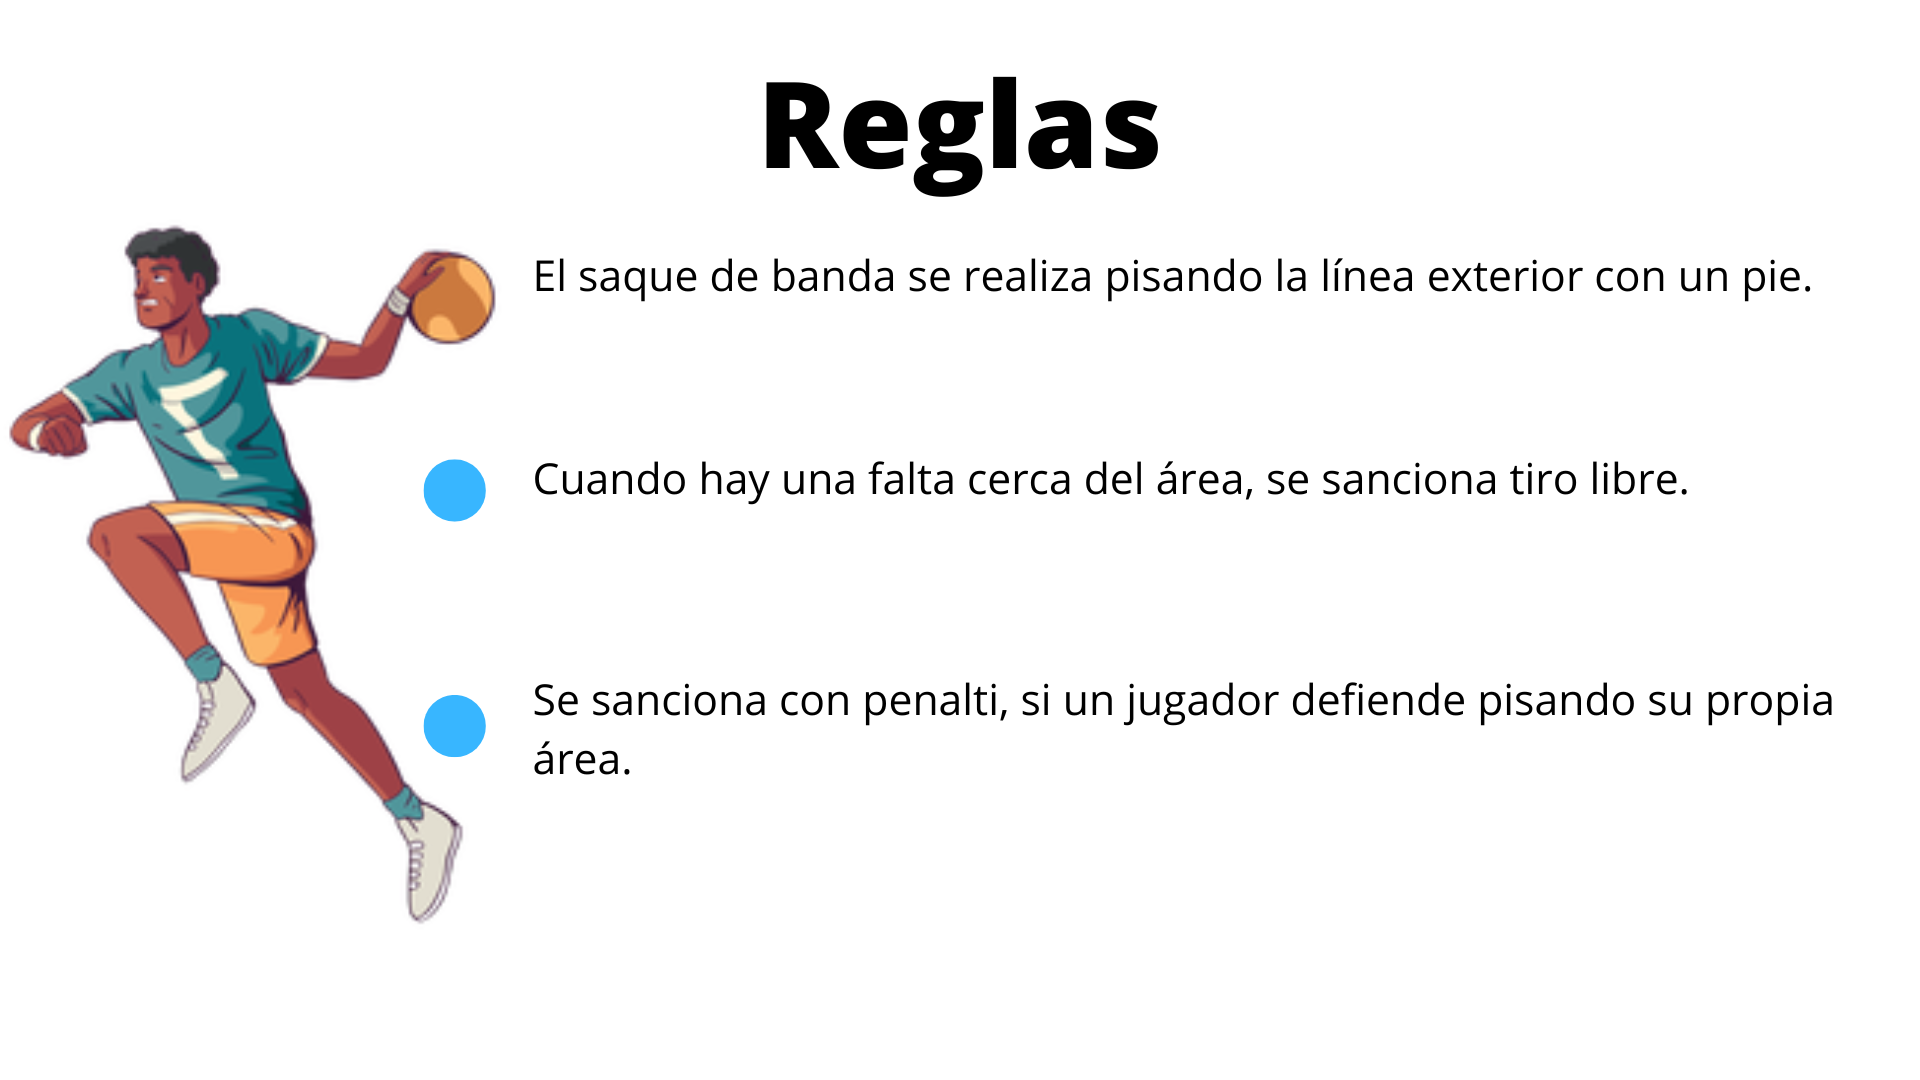 Reglas
El saque de banda se realiza pisando la línea exterior con un pie.
Cuando hay una falta cerca del área, se sanciona tiro libre.
Se sanciona con penalti, si un jugador defiende pisando su propia
área.